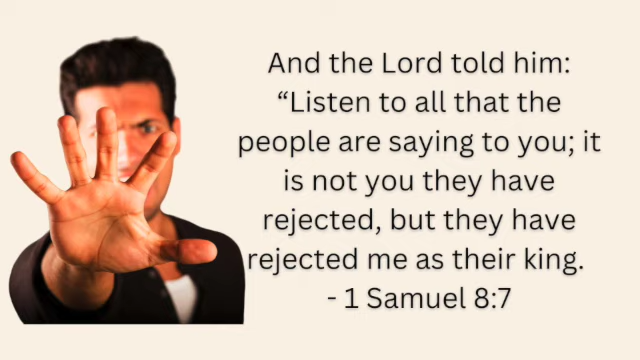 And the Lord told him:
“Listen to all that the
people are saying to you; it
is not you they have
rejected, but they have
rejected me as their king.
- 1 Samuel 8:7